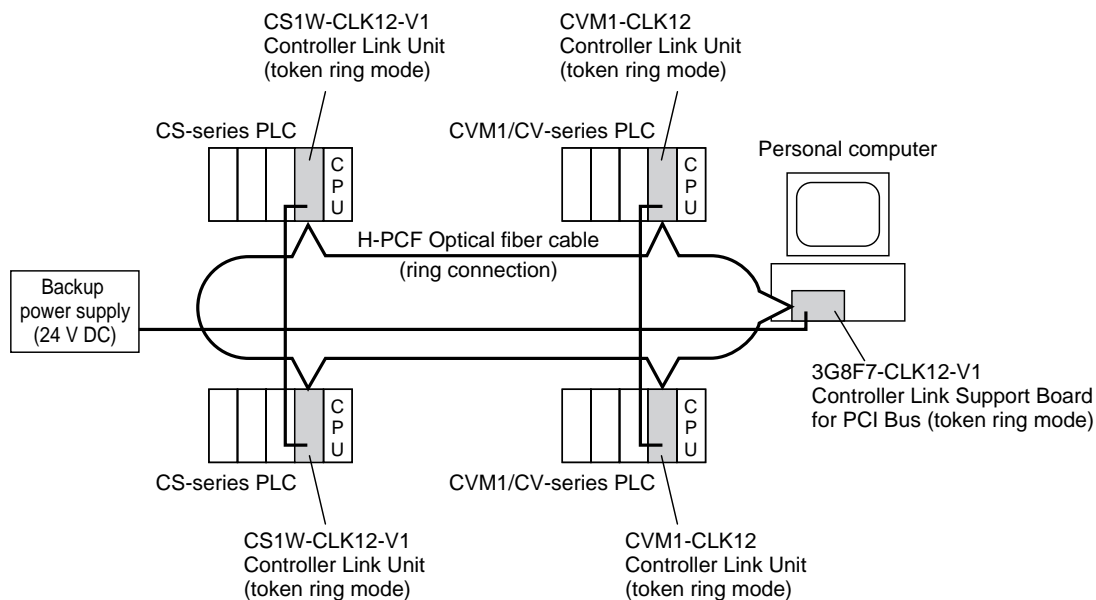 CS1W-CLK12-V1
Controller Link Unit
(token ring mode)
CVM1-CLK12
Controller Link Unit
(token ring mode)
CS-series PLC
CVM1/CV-series PLC
Personal computer
C
P
U
C
P
U
H-PCF Optical fiber cable
(ring connection)
Backup
power supply
(24 V DC)
3G8F7-CLK12-V1
Controller Link Support Board
for PCI Bus (token ring mode)
C
P
U
C
P
U
CS-series PLC
CVM1/CV-series PLC
CS1W-CLK12-V1
Controller Link Unit
(token ring mode)
CVM1-CLK12
Controller Link Unit
(token ring mode)